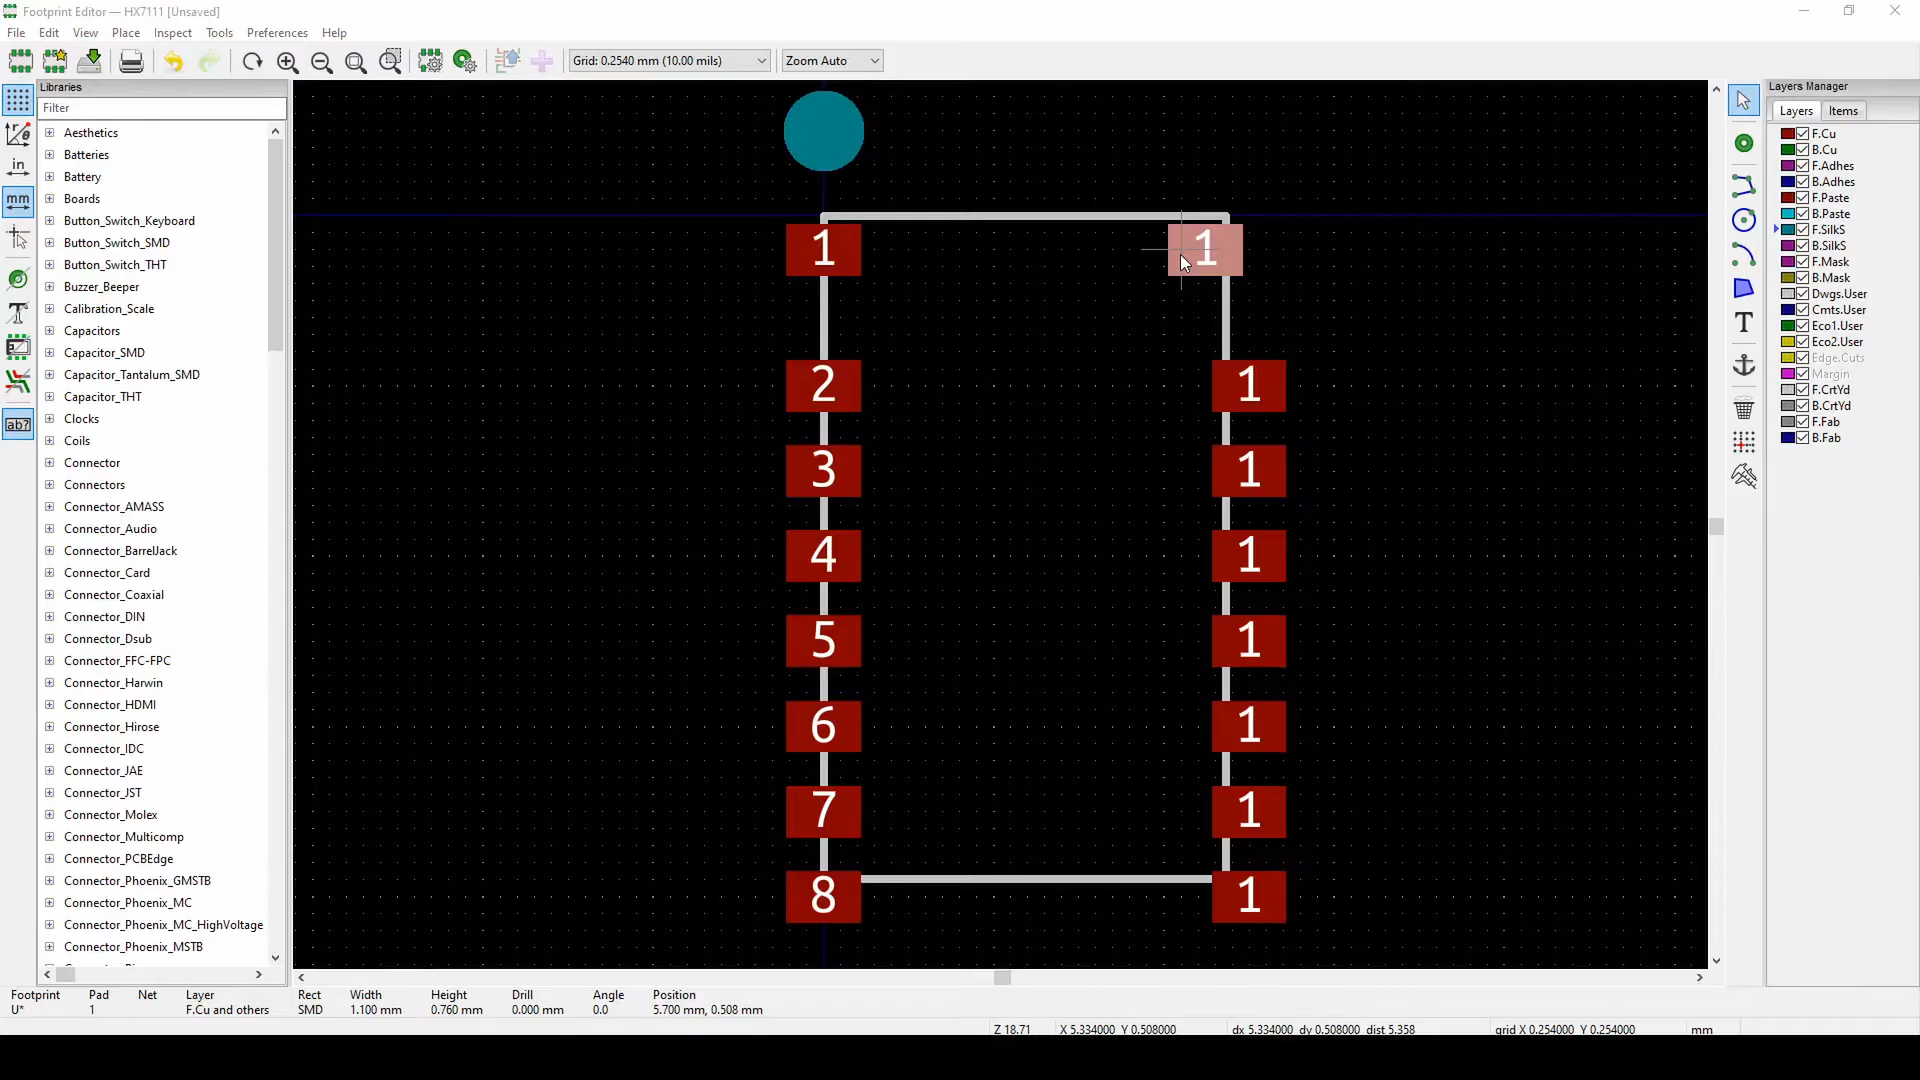 Footprint Editor — HX7111 [Unsaved]
File Edit View Place Inspect Tools Preferences Help
Grid: 0.2540 mm (10.00 mils) Zoom Auto
Libraries
Filter
Aesthetics
Batteries
Battery
Boards
Button_Switch_Keyboard
Button_Switch_SMD
Button_Switch_THT
Buzzer_Beeper
Calibration_Scale
Capacitors
Capacitor_SMD
Capacitor_Tantalum_SMD
Capacitor_THT
Clocks
Coils
Connector
Connectors
Connector_AMASS
Connector_Audio
Connector_BarrelJack
Connector_Card
Connector_Coaxial
Connector_DIN
Connector_Dsub
Connector_FFC-FPC
Connector_Harwin
Connector_HDMI
Connector_Hirose
Connector_IDC
Connector_JAE
Connector_JST
Connector_Molex
Connector_Multicomp
Connector_PCBEdge
Connector_Phoenix_GMSTB
Connector_Phoenix_MC
Connector_Phoenix_MC_HighVoltage
Connector_Phoenix_MSTB
in
mm
ab?
1 1
2 1
3 1
4 1
5 1
6 1
7 1
8 1
T
Layers Manager
Layers Items
F.Cu
B.Cu
F.Adhes
B.Adhes
F.Paste
B.Paste
F.SilkS
B.SilkS
F.Mask
B.Mask
Dwgs.User
Cmts.User
Eco1.User
Eco2.User
Edge.Cuts
Margin
F.CrtYd
B.CrtYd
F.Fab
B.Fab
Footprint Pad Net Layer Rect Width Height Drill Angle Position
U* 1 F.Cu and others SMD 1.100 mm 0.760 mm 0.000 mm 0.0 5.700 mm, 0.508 mm
Z 18.71 X 5.334000 Y 0.508000 dx 5.334000 dy 0.508000 dist 5.358 grid X 0.254000 Y 0.254000 mm